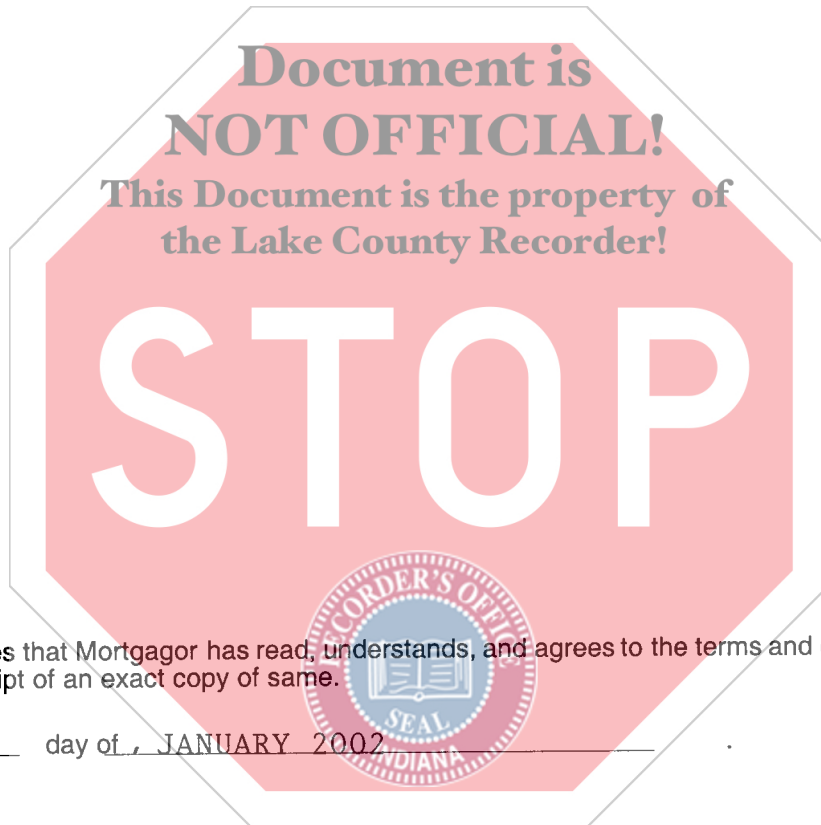 Document is
NOT OFFICIAL!
This Document is the property of
the Lake County Recorder!
STOP
RECORDER'S OFFICE
s that Mortgagor has read, understands, and agrees to the terms and
ipt of an exact copy of same.
SEAL
day of , JANUARY 2002 .
INDIANA